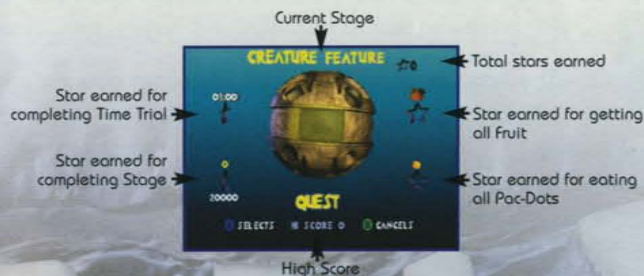 Current Stage
CREATURE FEATURE
0
Total stars earned
Star earned for
completing Time Trial
01:00
Star earned for getting
all Fruit
Star earned for
completing Stage
20000
Star earned for eating
all Pac-Dots
QUEST
SELECTS HI SCORE 0 CANCELS
High Score